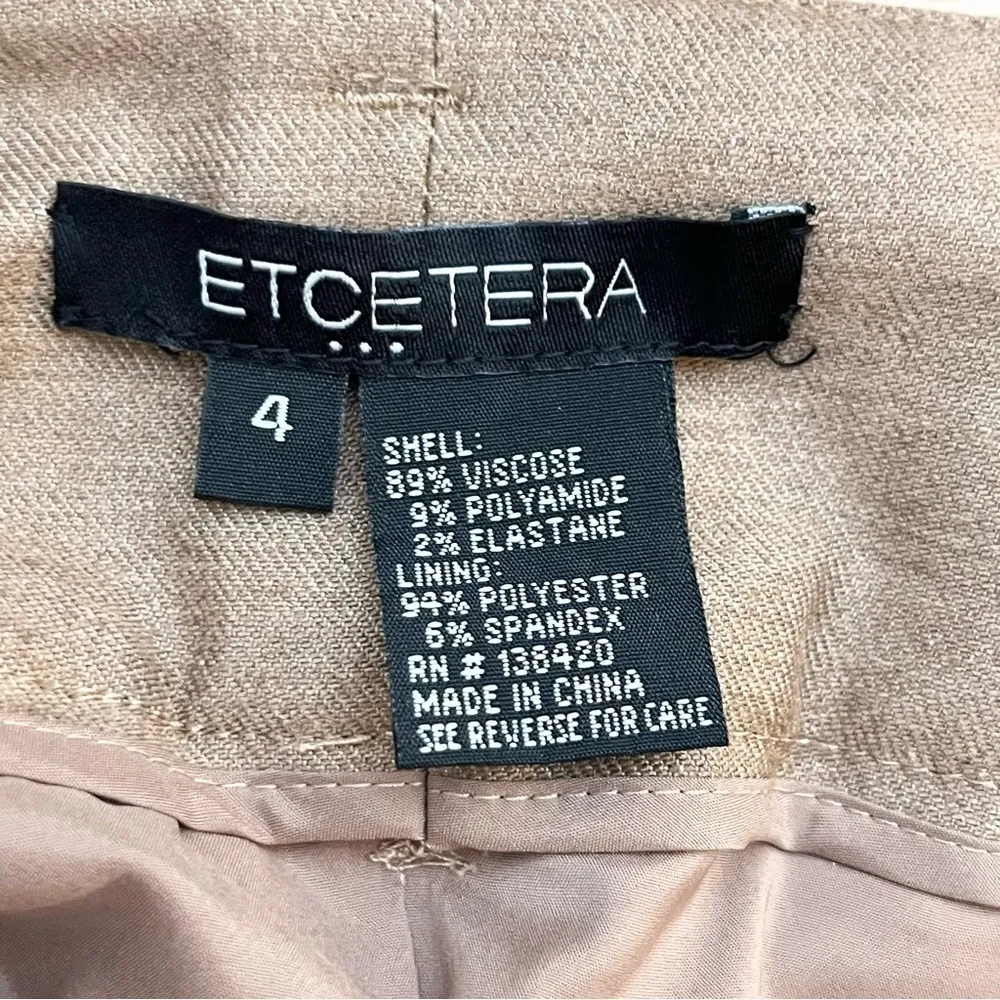 ETCETERA
...
4
SHELL:
89% VISCOSE
9% POLYAMIDE
2% ELASTANE
LINING:
94% POLYESTER
6% SPANDEX
RN # 138420
MADE IN CHINA
SEE REVERSE FOR CARE